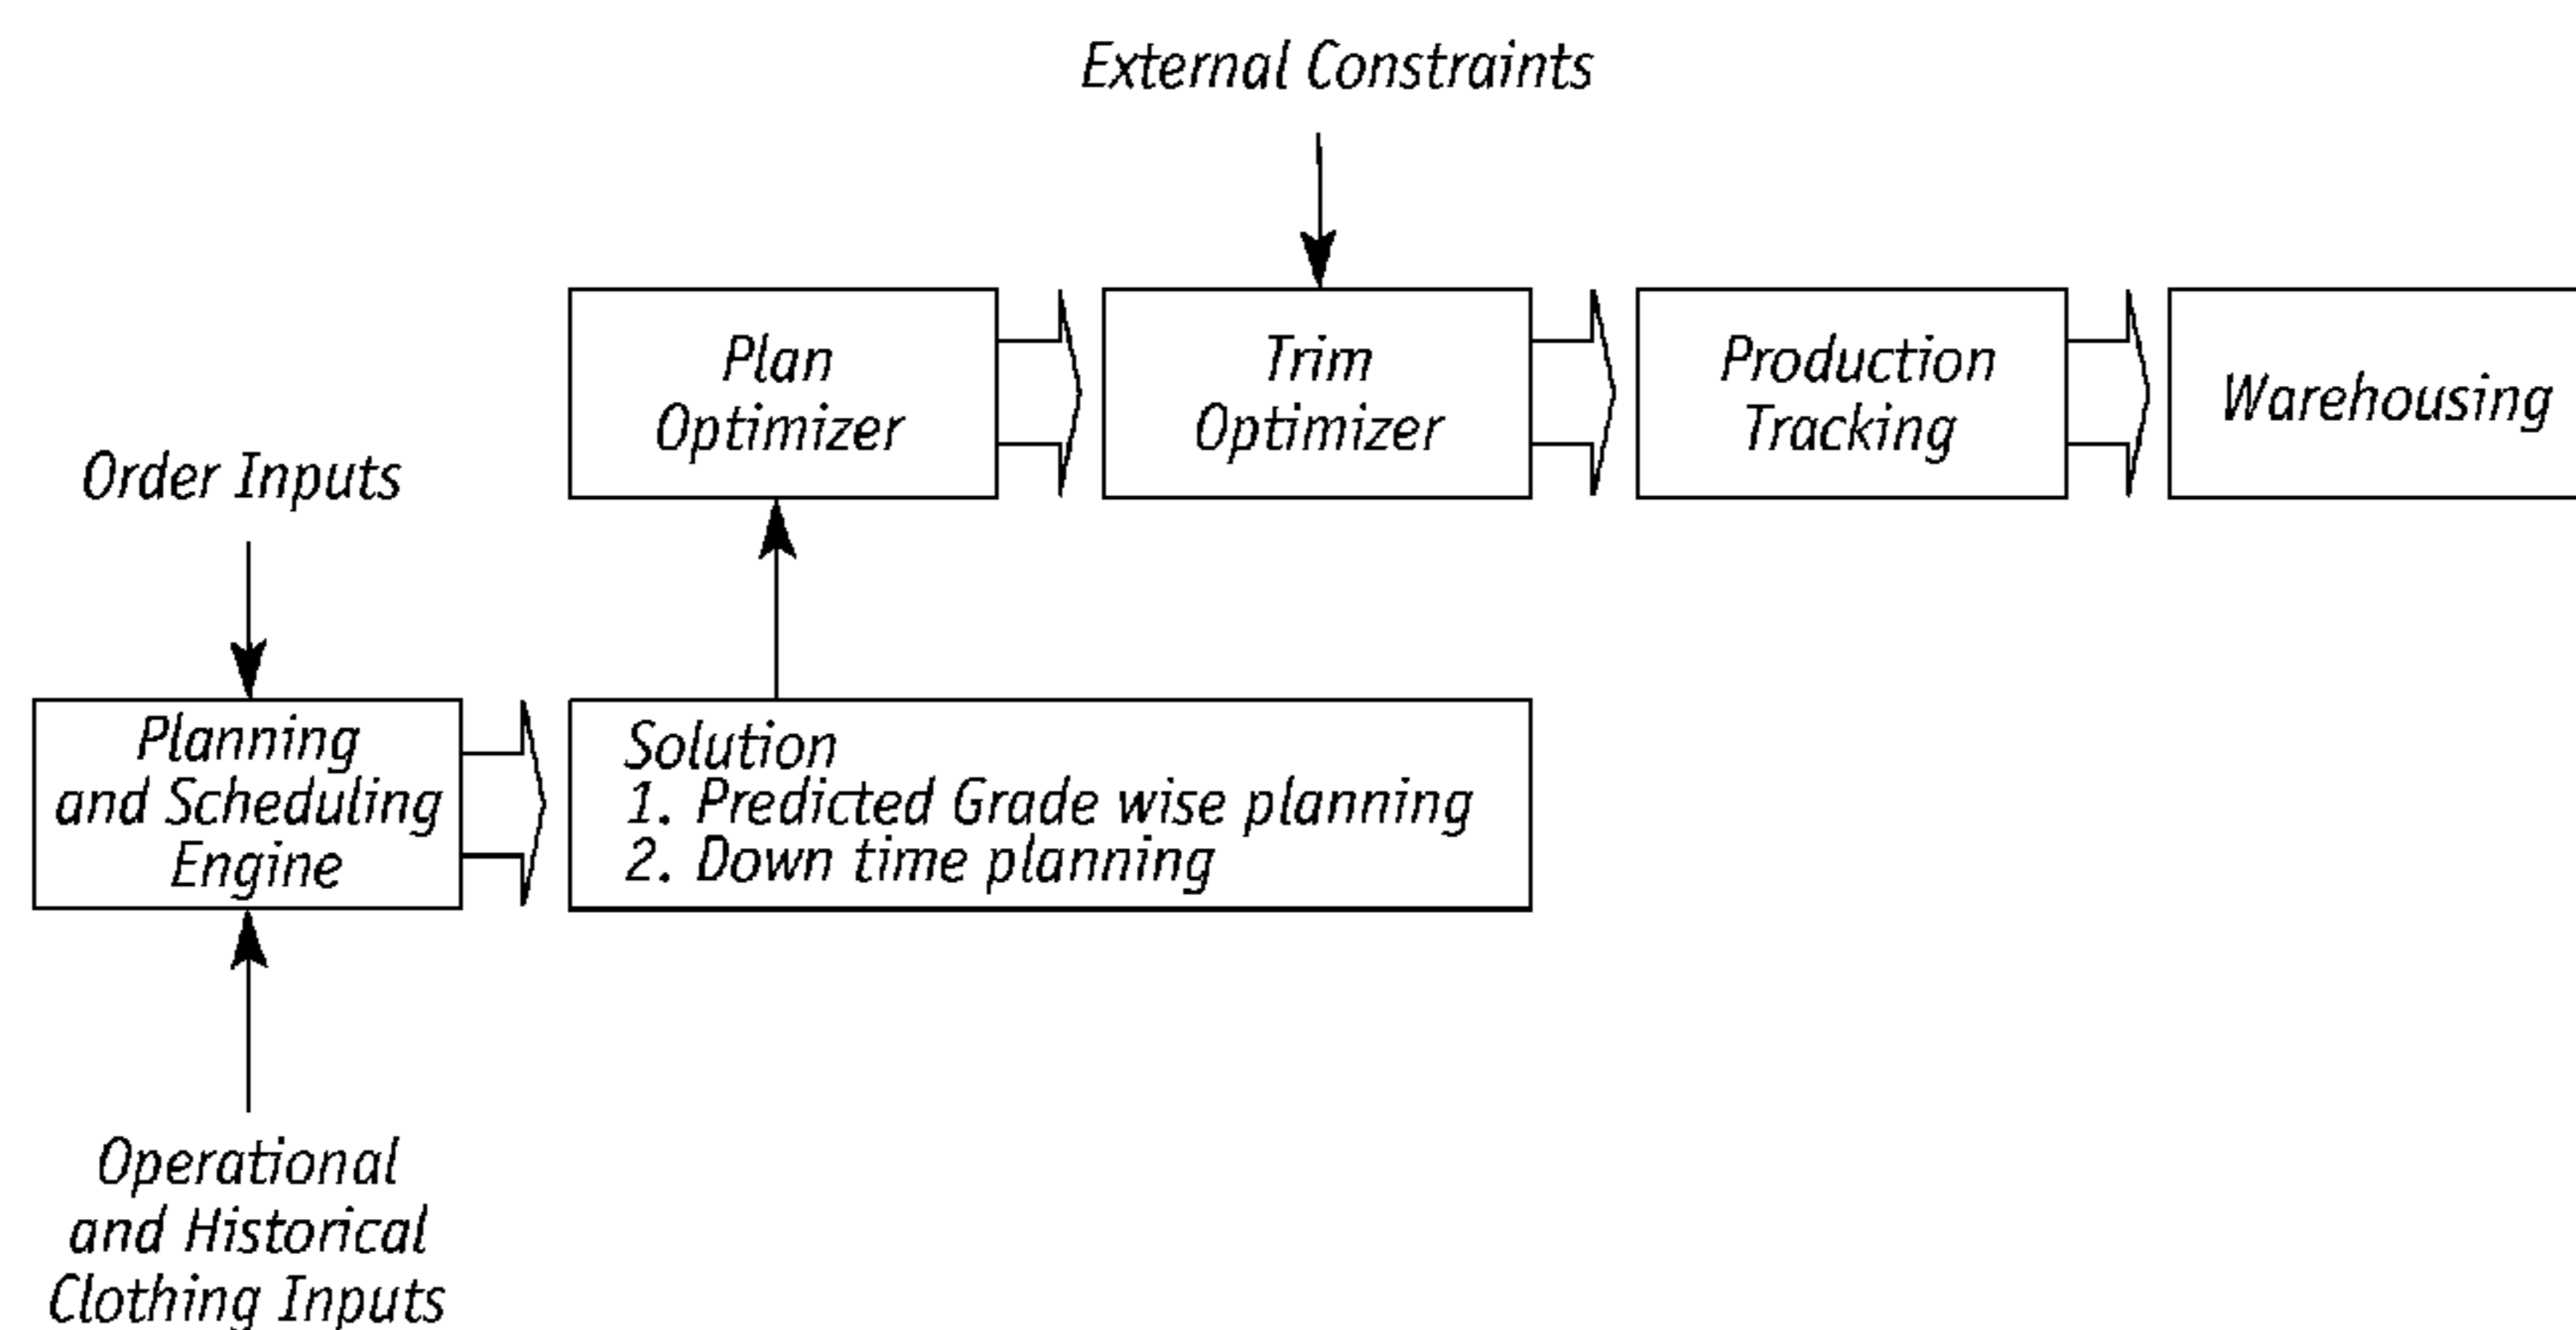 External Constraints
Plan
Optimizer
Trim
Optimizer
Production
Tracking
Warehousing
Order Inputs
Planning
and Scheduling
Engine
Solution
1. Predicted Grade wise planning
2. Down time planning
Operational
and Historical
Clothing Inputs